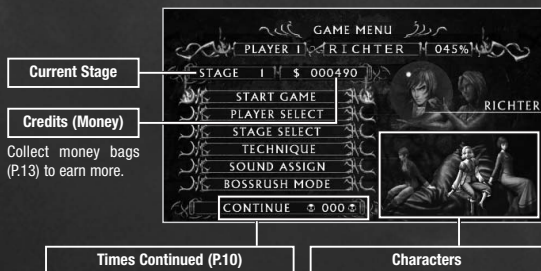 GAME MENU
PLAYER 1 RICHTER 045%
STAGE 1 $ 000490
START GAME
PLAYER SELECT
STAGE SELECT
TECHNIQUE
SOUND ASSIGN
BOSSRUSH MODE
CONTINUE 000
RICHTER
Current Stage
Credits (Money)
Collect money bags
(P.13) to earn more.
Times Continued (P.10)
Characters